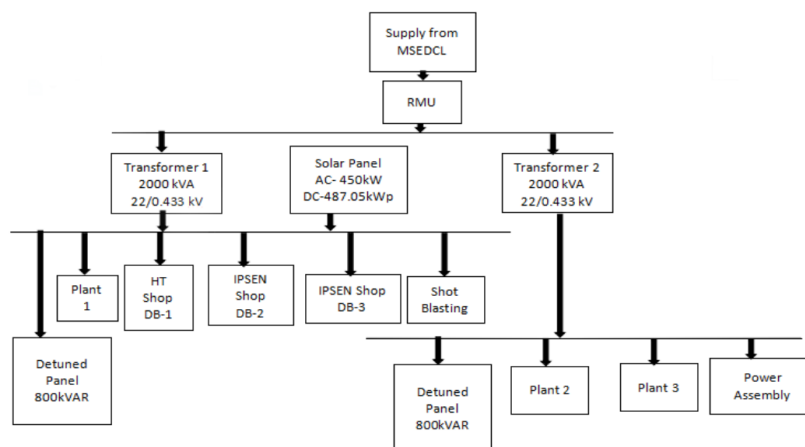 Supply from
MSEDCL
RMU
Transformer 1
2000 kVA
22/0.433 kV
Solar Panel
AC- 450kW
DC-487.05kWp
Transformer 2
2000 kVA
22/0.433 kV
Plant
1
HT
Shop
DB-1
IPSEN
Shop
DB-2
IPSEN Shop
DB-3
Shot
Blasting
Detuned
Panel
800kVAR
Detuned
Panel
800kVAR
Plant 2
Plant 3
Power
Assembly